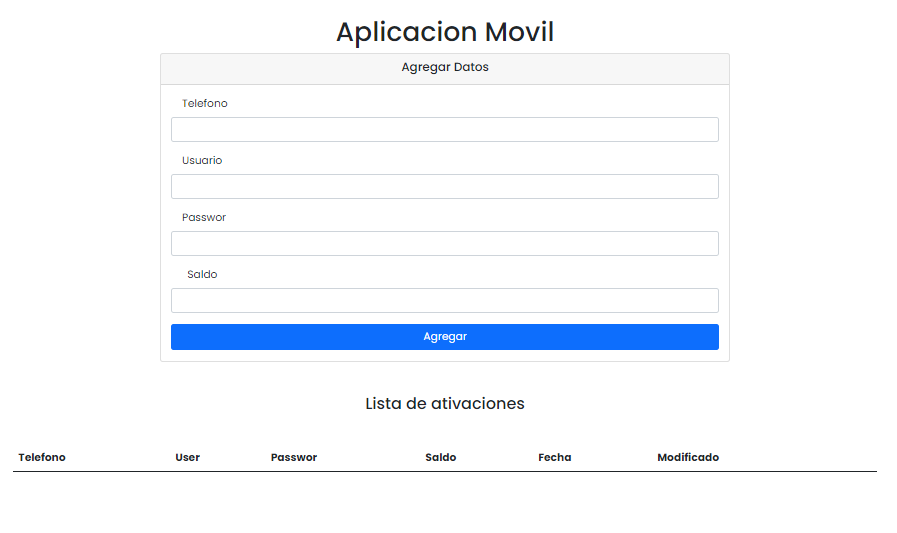 Aplicacion Movil
Agregar Datos
Telefono
Usuario
Passwor
Saldo
Agregar
Lista de ativaciones
Telefono User Passwor Saldo Fecha Modificado